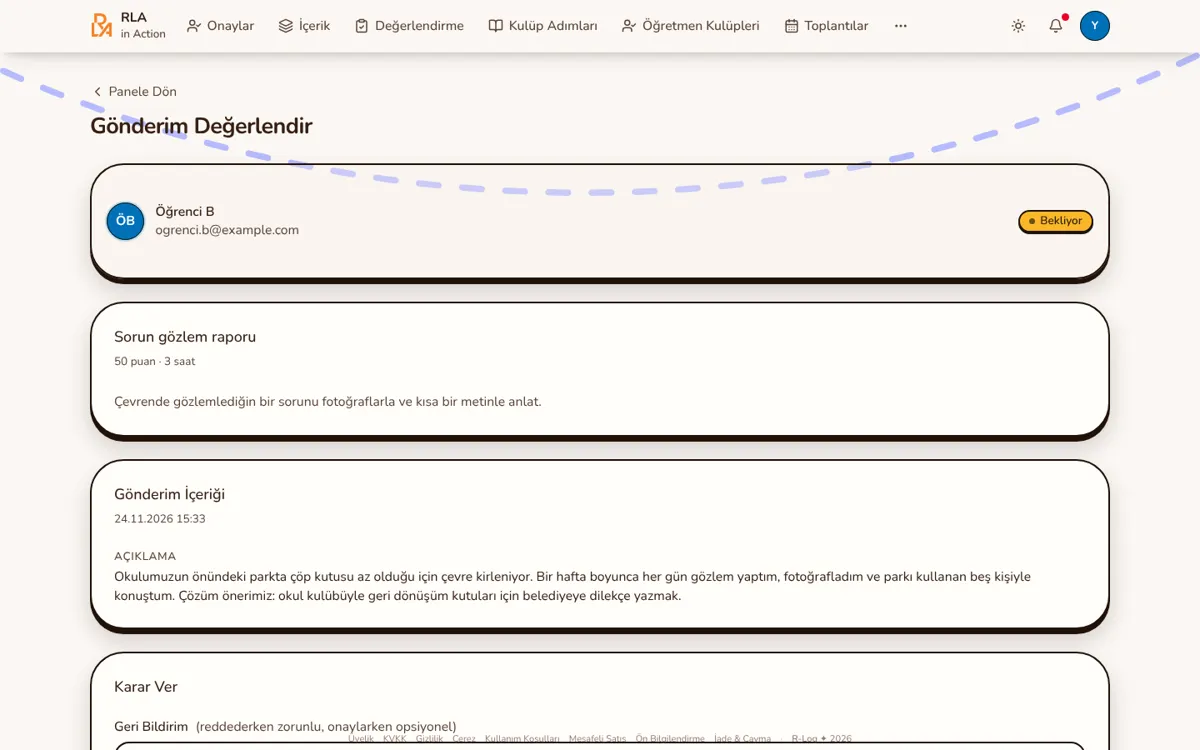 RLA
in Action
Onaylar
İçerik
Değerlendirme
Kulüp Adımları
Öğretmen Kulüpleri
Toplantılar
Y
Panele Dön
Gönderim Değerlendir
ÖB
Öğrenci B
ogrenci.b@example.com
Bekliyor
Sorun gözlem raporu
50 puan · 3 saat
Çevrende gözlemlediğin bir sorunu fotoğraflarla ve kısa bir metinle anlat.
Gönderim İçeriği
24.11.2026 15:33
AÇIKLAMA
Okulumuzun önündeki parkta çöp kutusu az olduğu için çevre kirleniyor. Bir hafta boyunca her gün gözlem yaptım, fotoğrafladım ve parkı kullanan beş kişiyle
konuştum. Çözüm önerimiz: okul kulübüyle geri dönüşüm kutuları için belediyeye dilekçe yazmak.
Karar Ver
Geri Bildirim (reddederken zorunlu, onaylarken opsiyonel)
Üyelik KVKK Gizlilik Çerez Kullanım Koşulları Mesafeli Satış Ön Bilgilendirme İade & Cayma · R-Log ✦ 2026